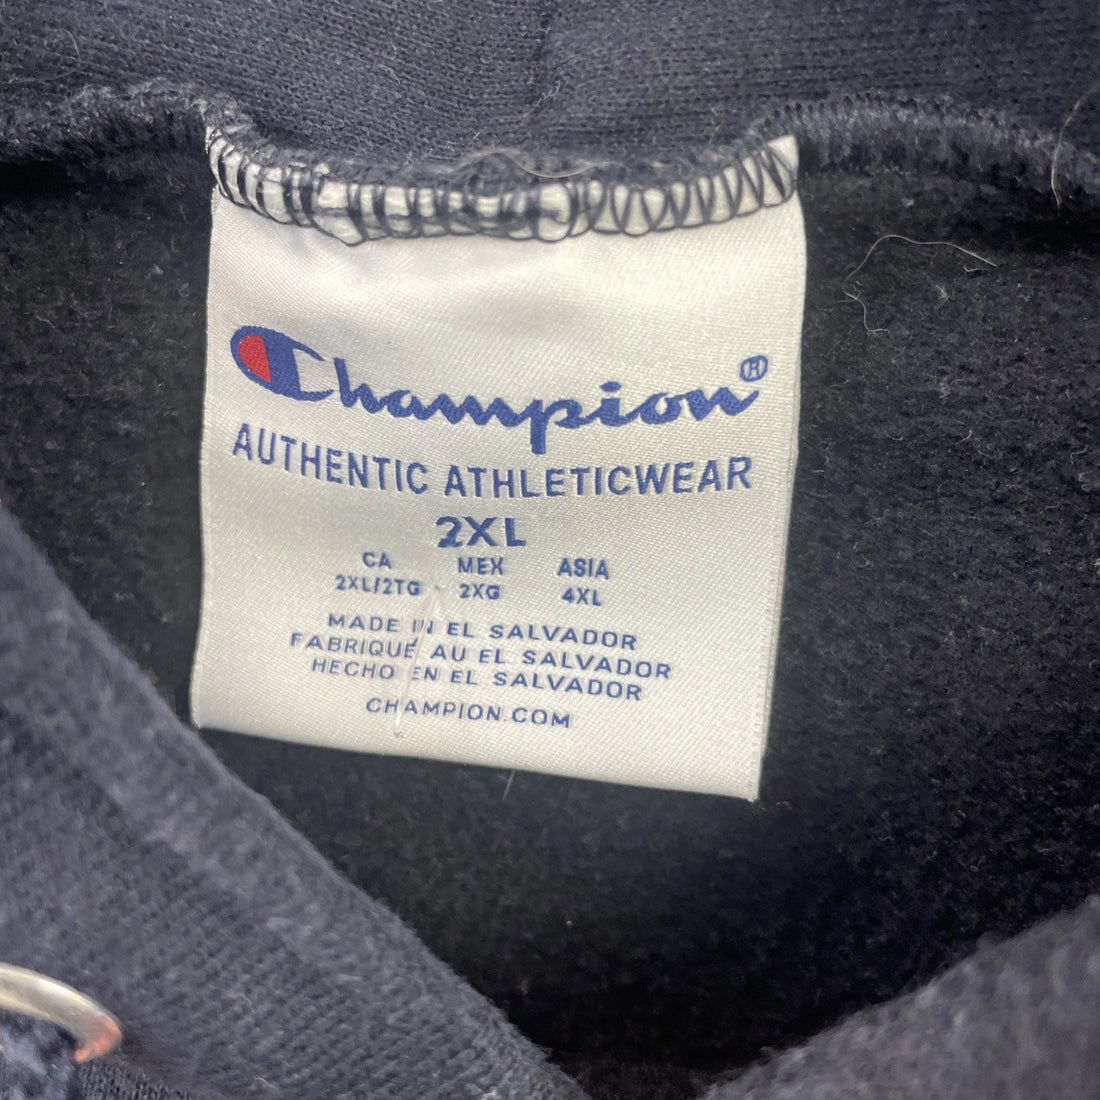 Champion®
AUTHENTIC ATHLETICWEAR
2XL
CA MEX ASIA
2XL/2TG 2XG 4XL
MADE IN EL SALVADOR
FABRIQUÉ AU EL SALVADOR
HECHO EN EL SALVADOR
CHAMPION.COM